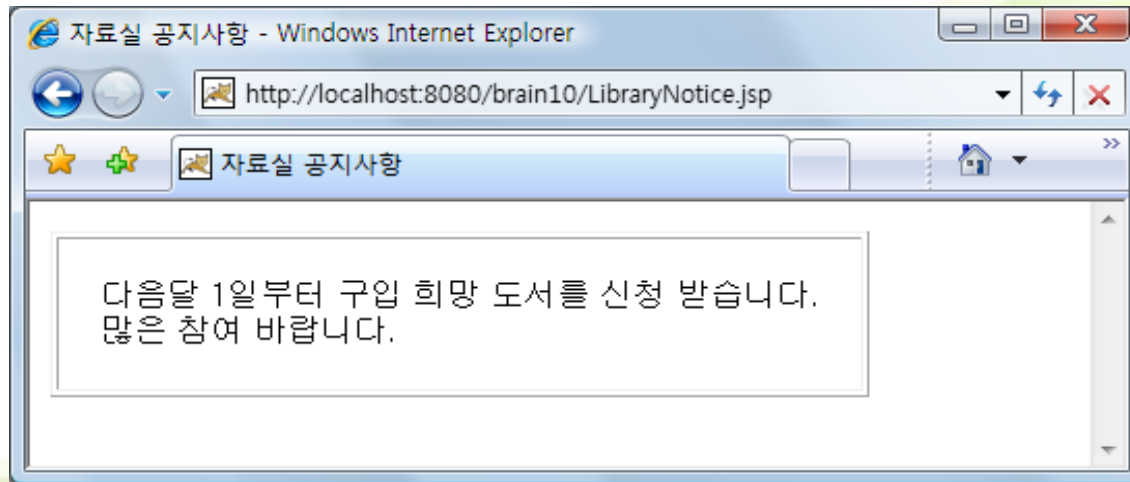 자료실 공지사항 - Windows Internet Explorer
http://localhost:8080/brain10/LibraryNotice.jsp
자료실 공지사항
다음달 1일부터 구입 희망 도서를 신청 받습니다.
많은 참여 바랍니다.